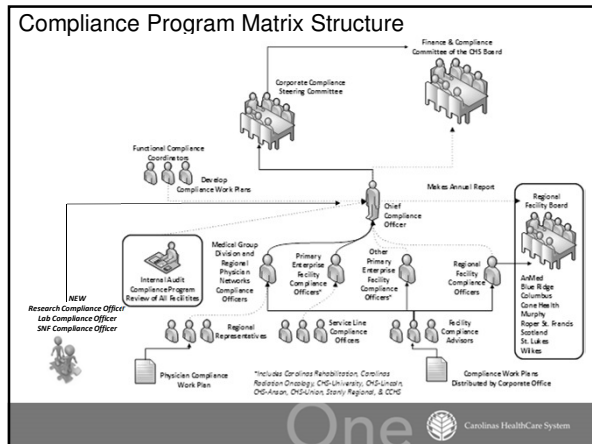 Compliance Program Matrix Structure
Finance & Compliance
Committee of the CHS Board
Corporate Compliance
Steering Committee
Functional Compliance
Coordinators
Develop
Compliance Work Plans
Makes Annual Report
Regional
Facility Board
Chief
Compliance
Officer
Internal Audit
Compliance Program
Review of All Facilities
Medical Group
Division and
Regional
Physician
Networks
Compliance
Officers
Primary
Enterprise
Facility
Compliance
Officers*
Other
Primary
Enterprise
Facility
Compliance
Officers*
Regional
Facility
Compliance
Officers
AnMed
Blue Ridge
Columbus
Cone Health
Murphy
Roper St. Francis
Scotland
St. Lukes
Wilkes
NEW
Research Compliance Officer
Lab Compliance Officer
SNF Compliance Officer
Regional
Representatives
Service Line
Compliance
Officers
Facility
Compliance
Advisors
Physician Compliance
Work Plan
*Includes Carolinas Rehabilitation, Carolinas
Radiation Oncology, CHS-University, CHS-Lincoln,
CHS-Anson, CHS-Union, Stanly Regional, & CCHS
Compliance Work Plans
Distributed by Corporate Office
One
Carolinas HealthCare System